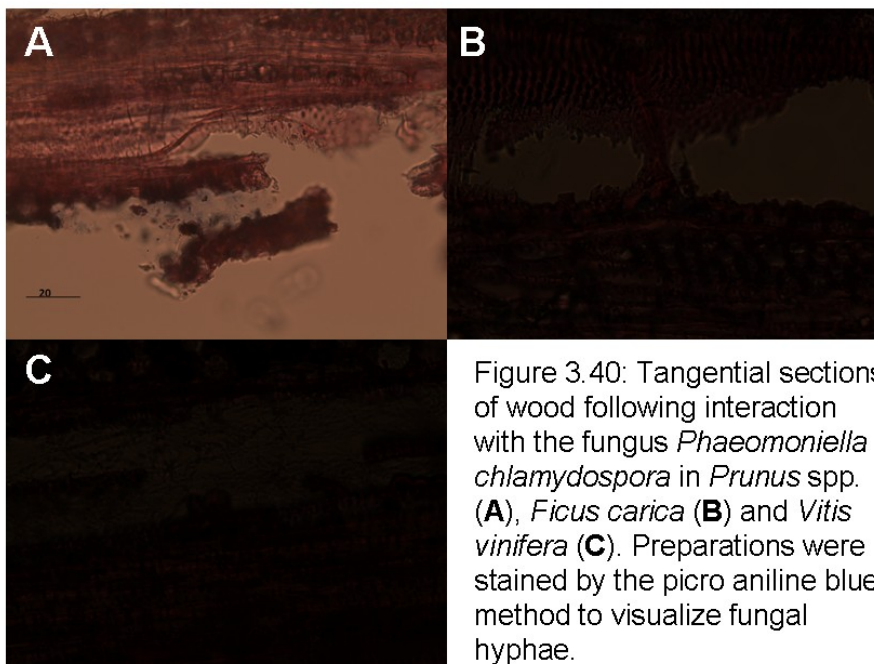 A
B
20
C
Figure 3.40: Tangential sections
of wood following interaction
with the fungus Phaeomoniella
chlamydospora in Prunus spp.
(A), Ficus carica (B) and Vitis
vinifera (C). Preparations were
stained by the picro aniline blue
method to visualize fungal
hyphae.